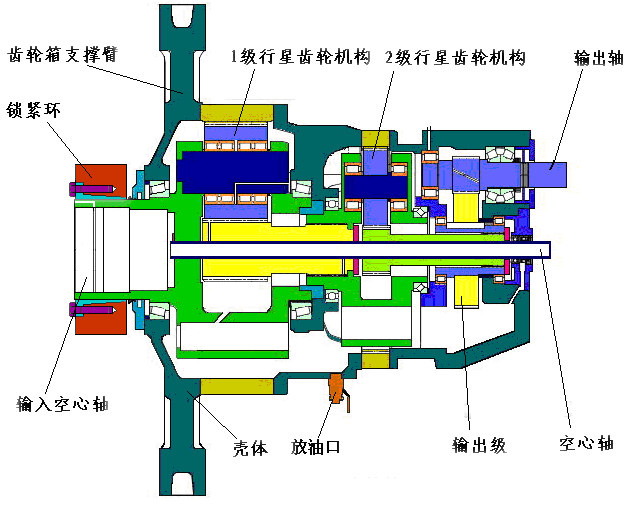 齿轮箱支撑臂
1级行星齿轮机构
2级行星齿轮机构
输出轴
锁紧环
输入空心轴
壳体
放油口
输出级
空心轴